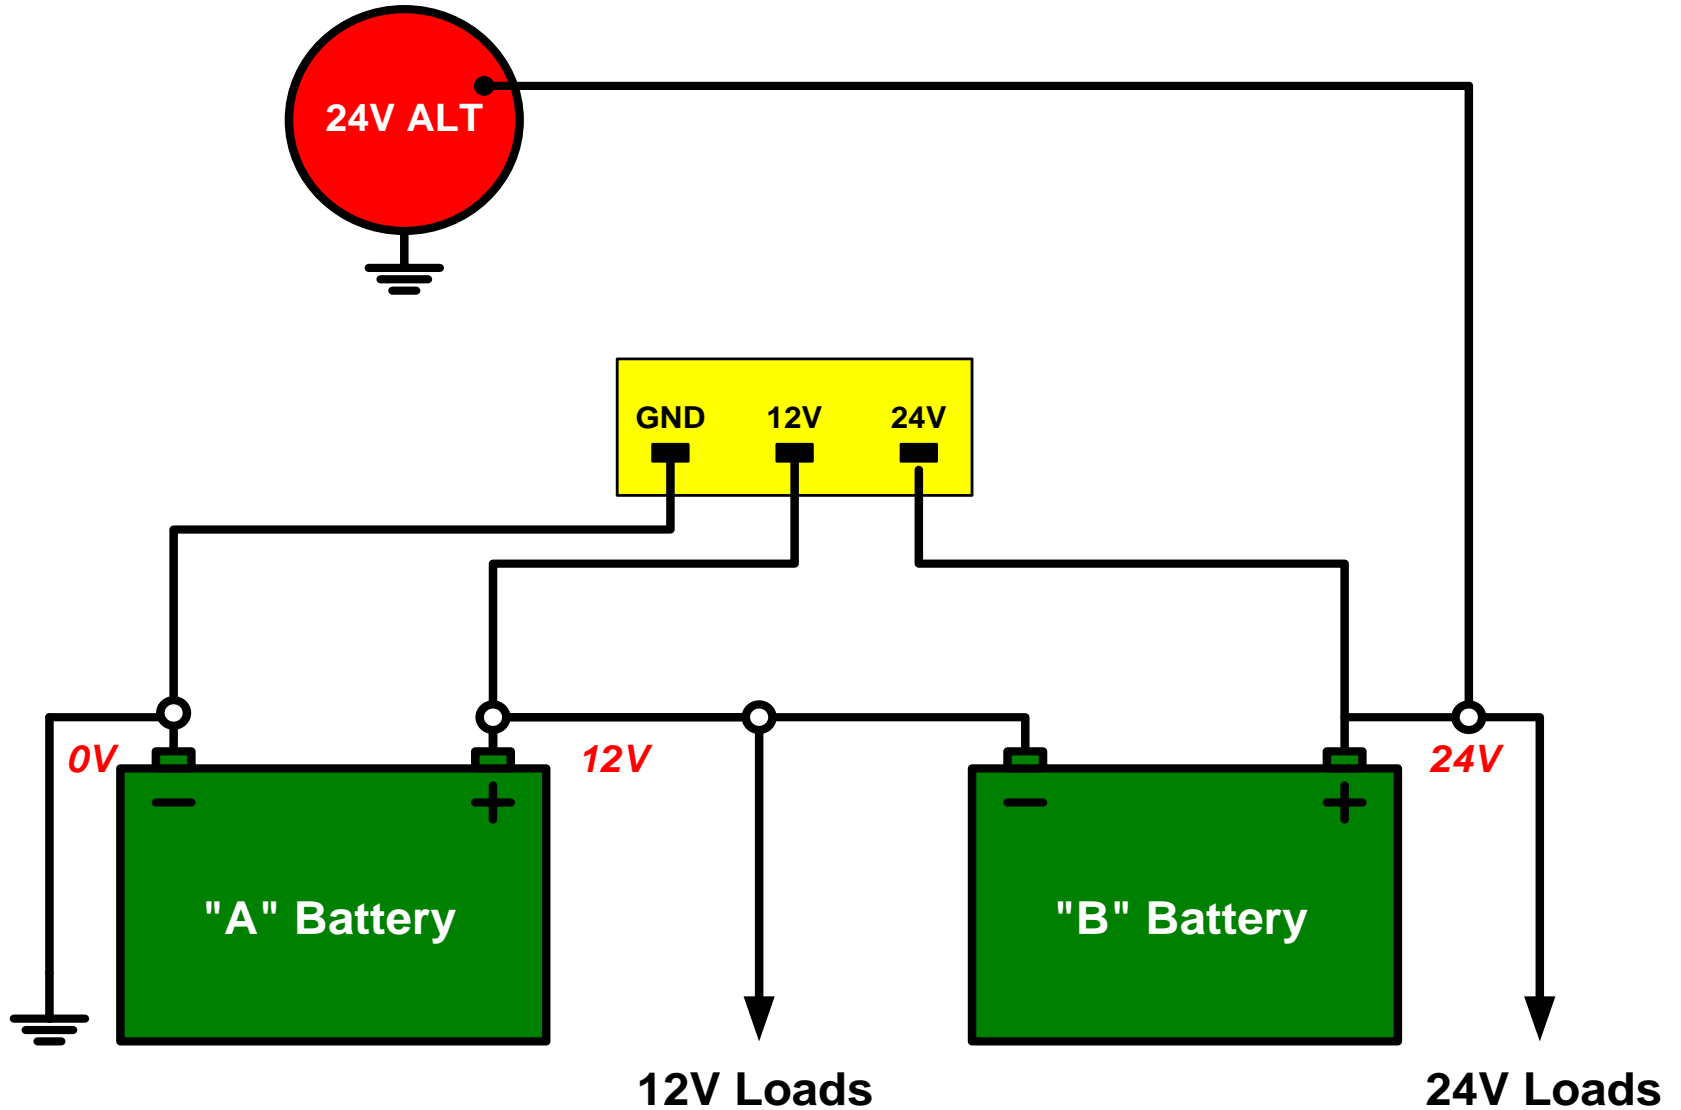 24V ALT
GND 12V 24V
0V 12V 24V
− + − +
"A" Battery "B" Battery
12V Loads 24V Loads